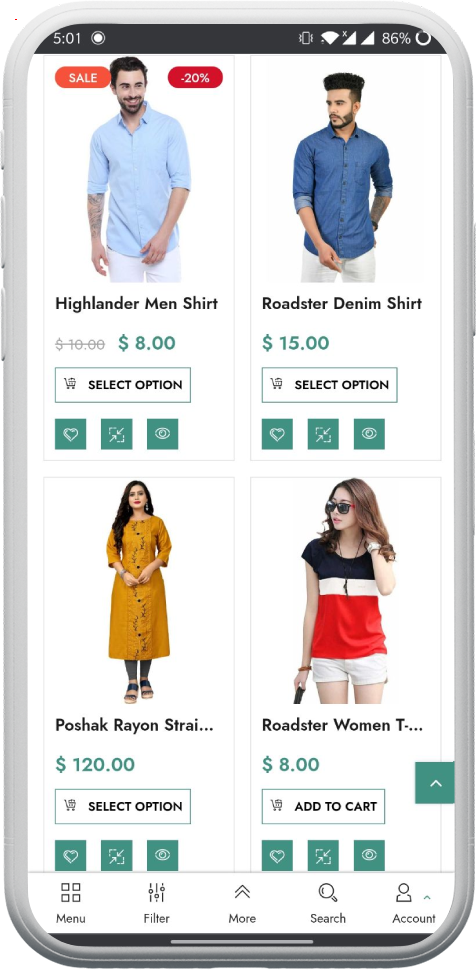 5:01
86%
SALE
-20%
Highlander Men Shirt
$ 10.00 $ 8.00
SELECT OPTION
Roadster Denim Shirt
$ 15.00
SELECT OPTION
Poshak Rayon Strai...
$ 120.00
SELECT OPTION
Roadster Women T-...
$ 8.00
ADD TO CART
Menu
Filter
More
Search
Account